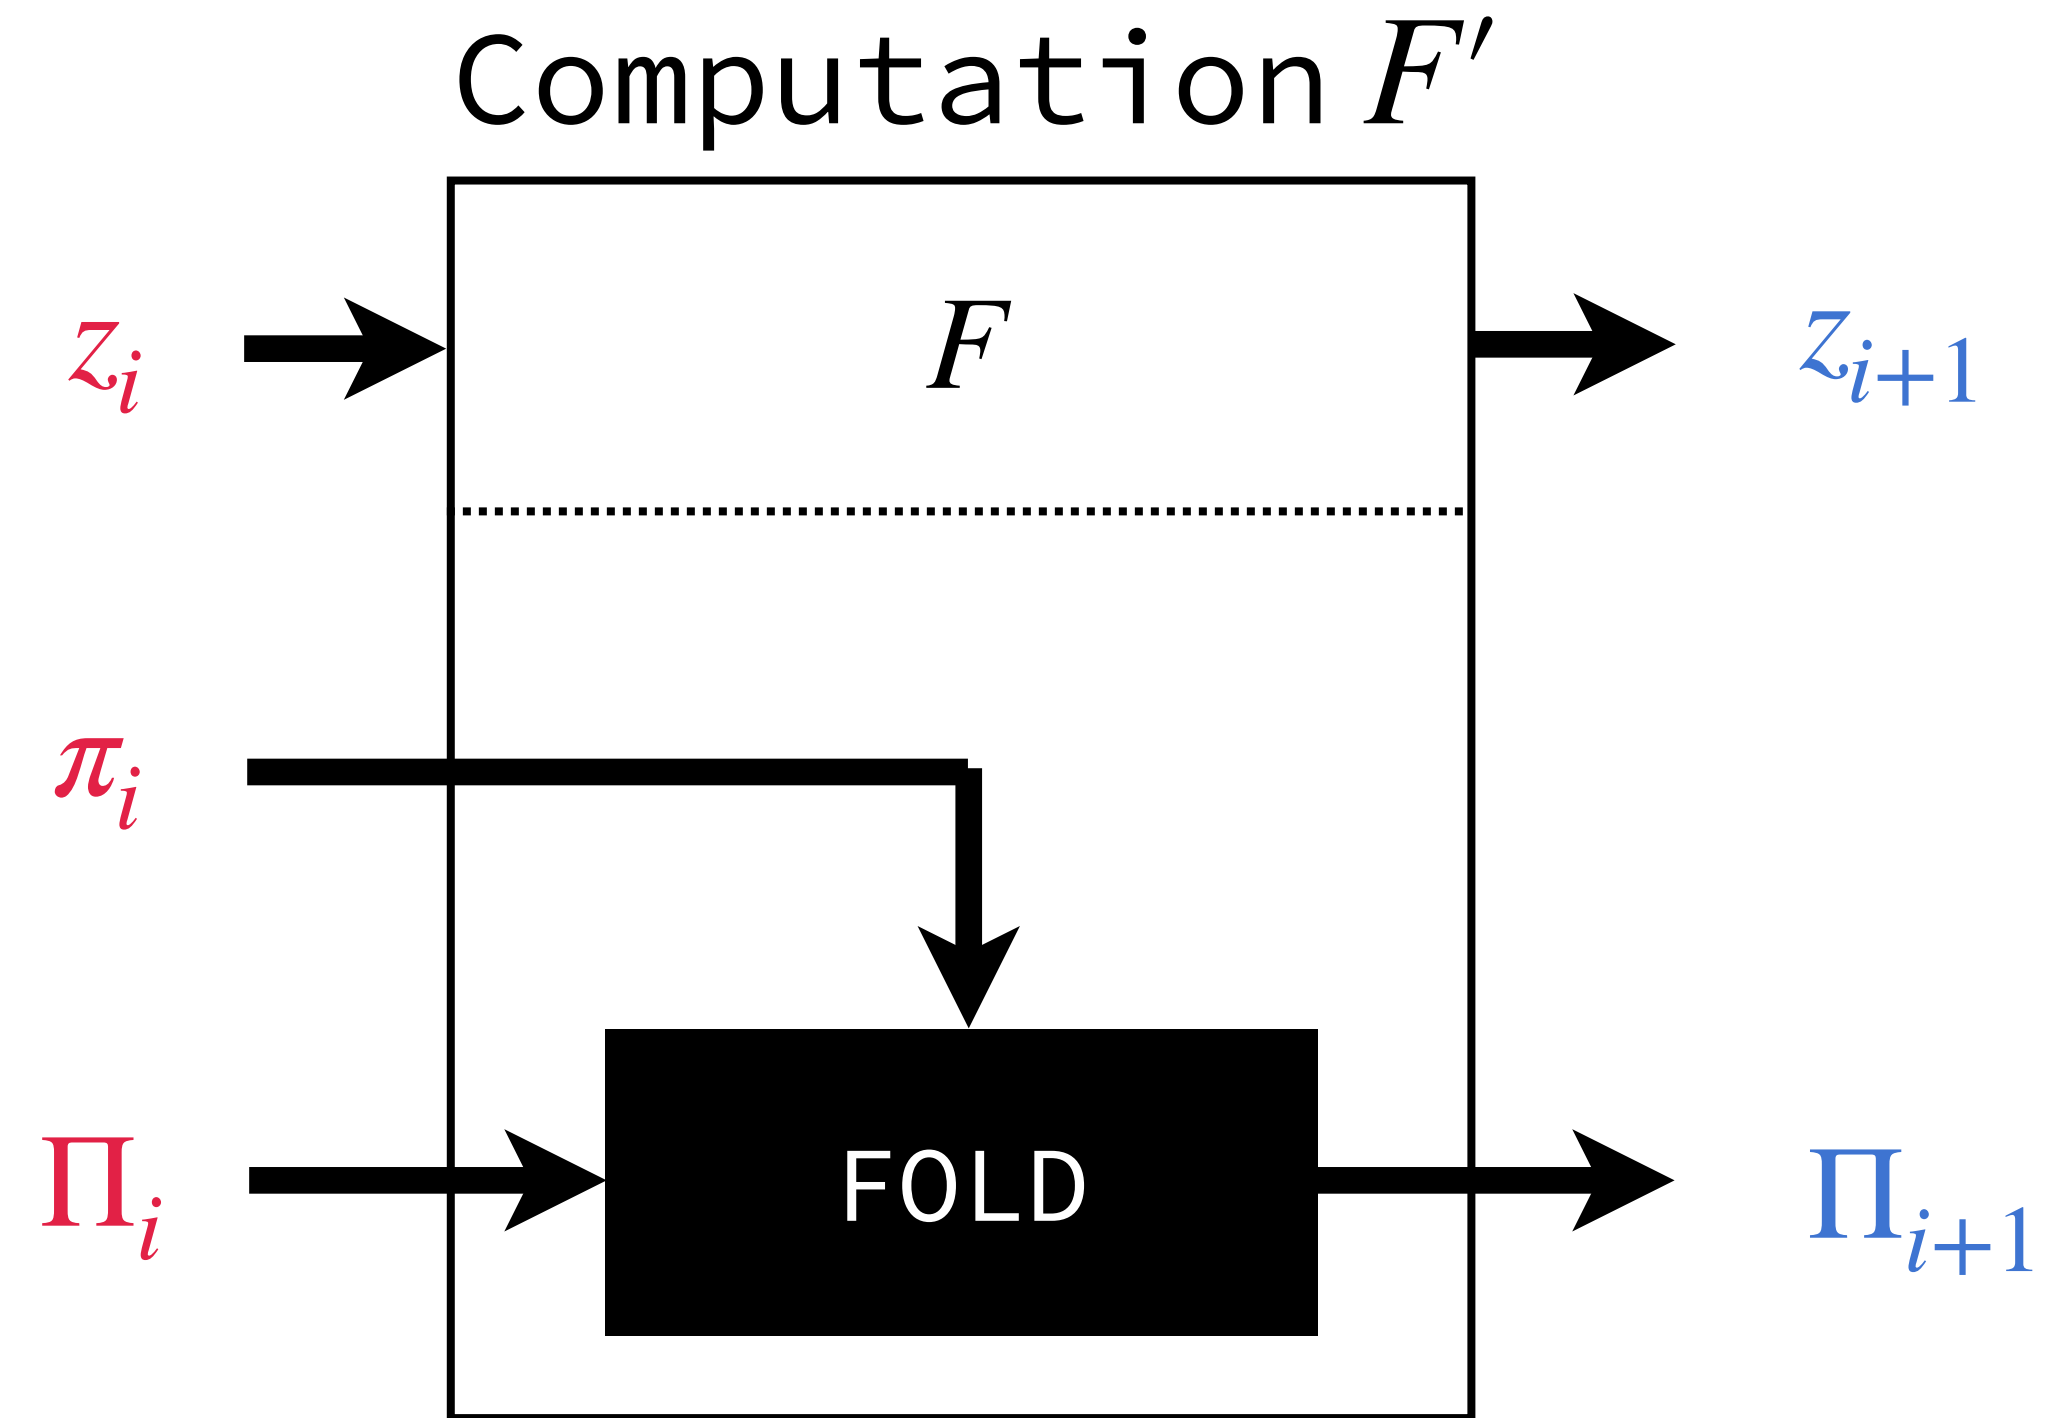 Computation F′
z_i
F
z_{i+1}
π_i
Π_i
FOLD
Π_{i+1}